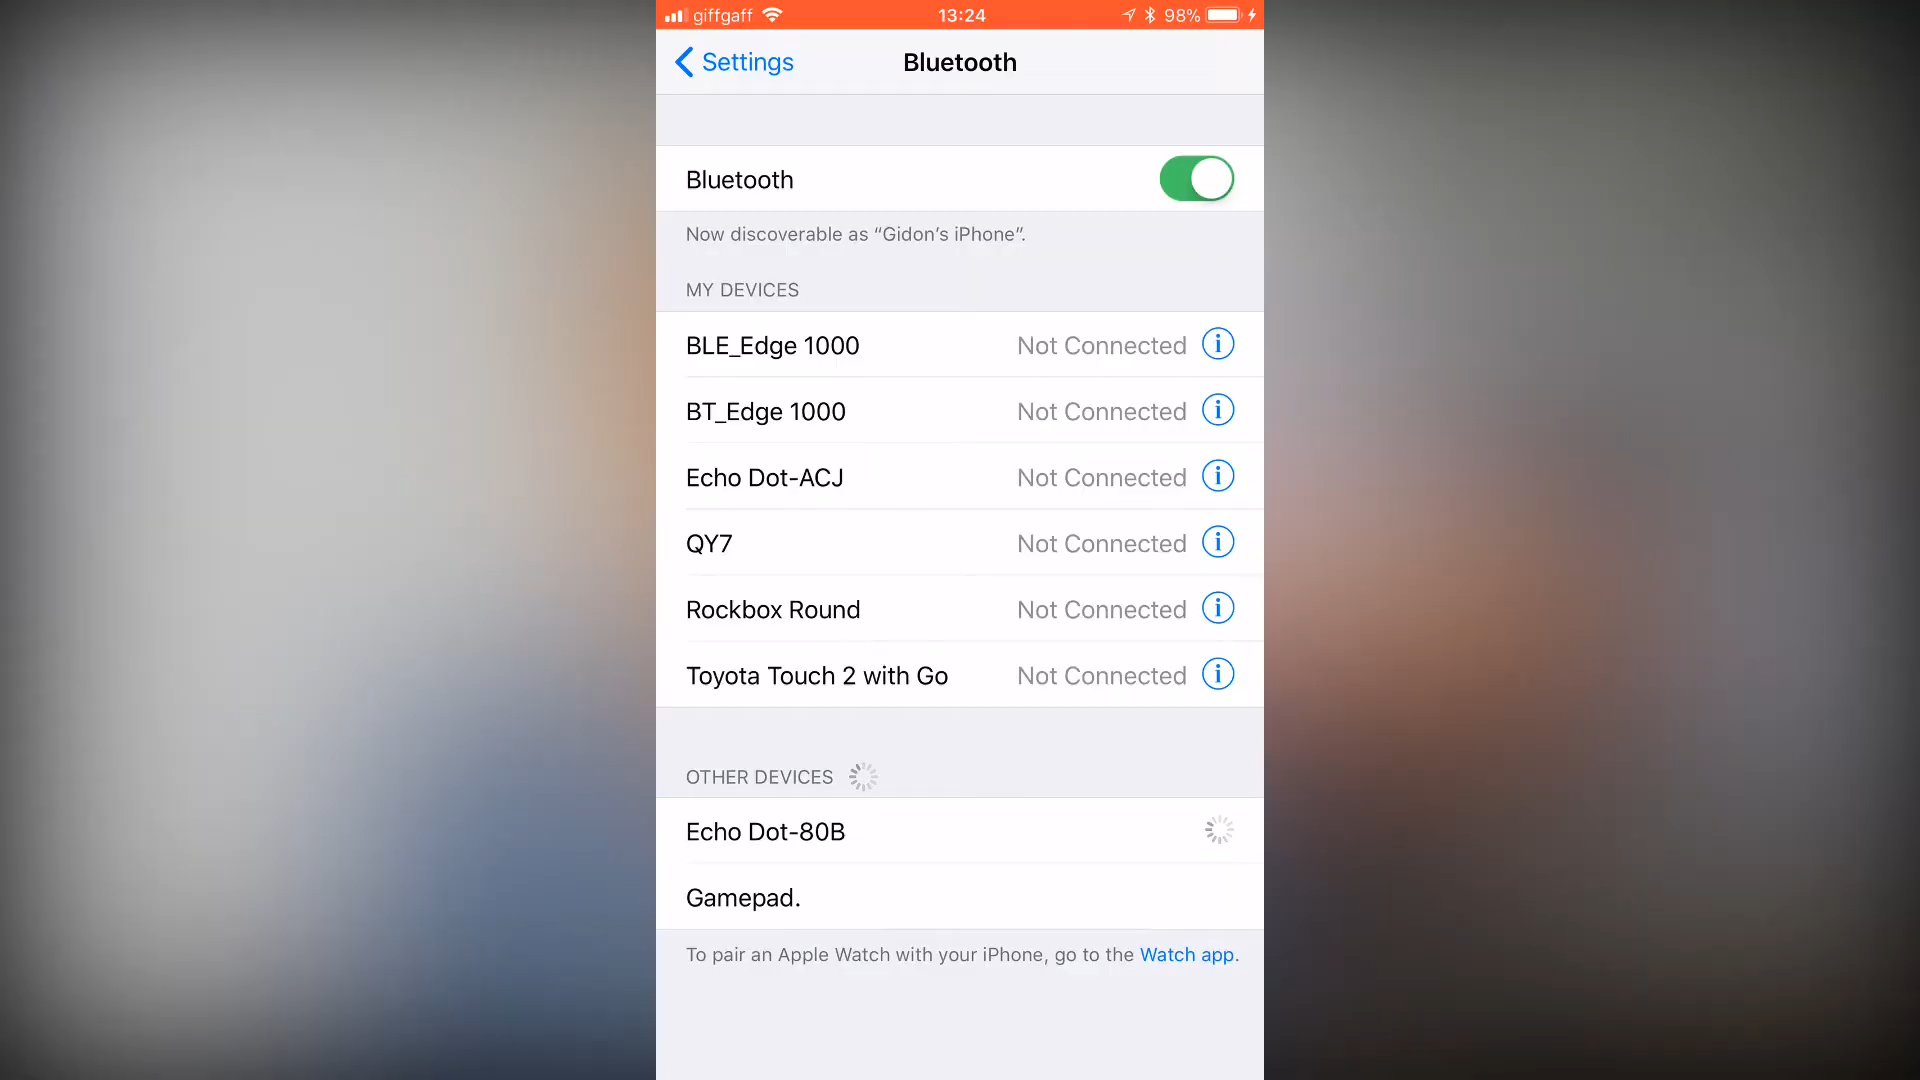 giffgaff 13:24 98%
Settings Bluetooth
Bluetooth
Now discoverable as “Gidon’s iPhone”.
MY DEVICES
BLE_Edge 1000 Not Connected
BT_Edge 1000 Not Connected
Echo Dot-ACJ Not Connected
QY7 Not Connected
Rockbox Round Not Connected
Toyota Touch 2 with Go Not Connected
OTHER DEVICES
Echo Dot-80B
Gamepad.
To pair an Apple Watch with your iPhone, go to the Watch app.